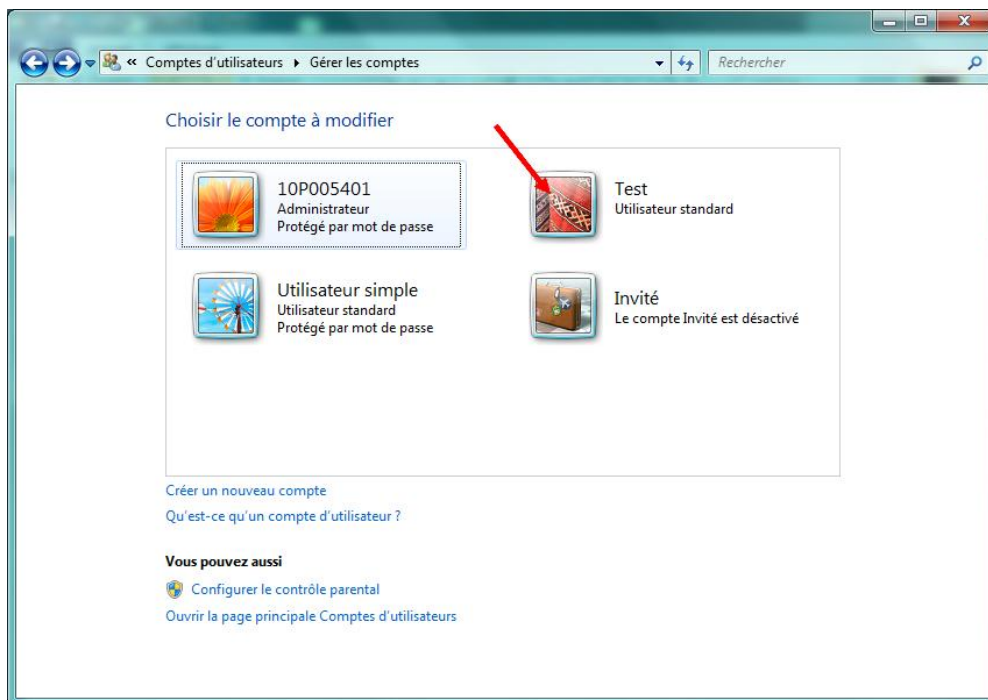 « Comptes d'utilisateurs ▸ Gérer les comptes
Rechercher
Choisir le compte à modifier
10P005401
Administrateur
Protégé par mot de passe
Test
Utilisateur standard
Utilisateur simple
Utilisateur standard
Protégé par mot de passe
Invité
Le compte Invité est désactivé
Créer un nouveau compte
Qu'est-ce qu'un compte d'utilisateur ?
Vous pouvez aussi
Configurer le contrôle parental
Ouvrir la page principale Comptes d'utilisateurs